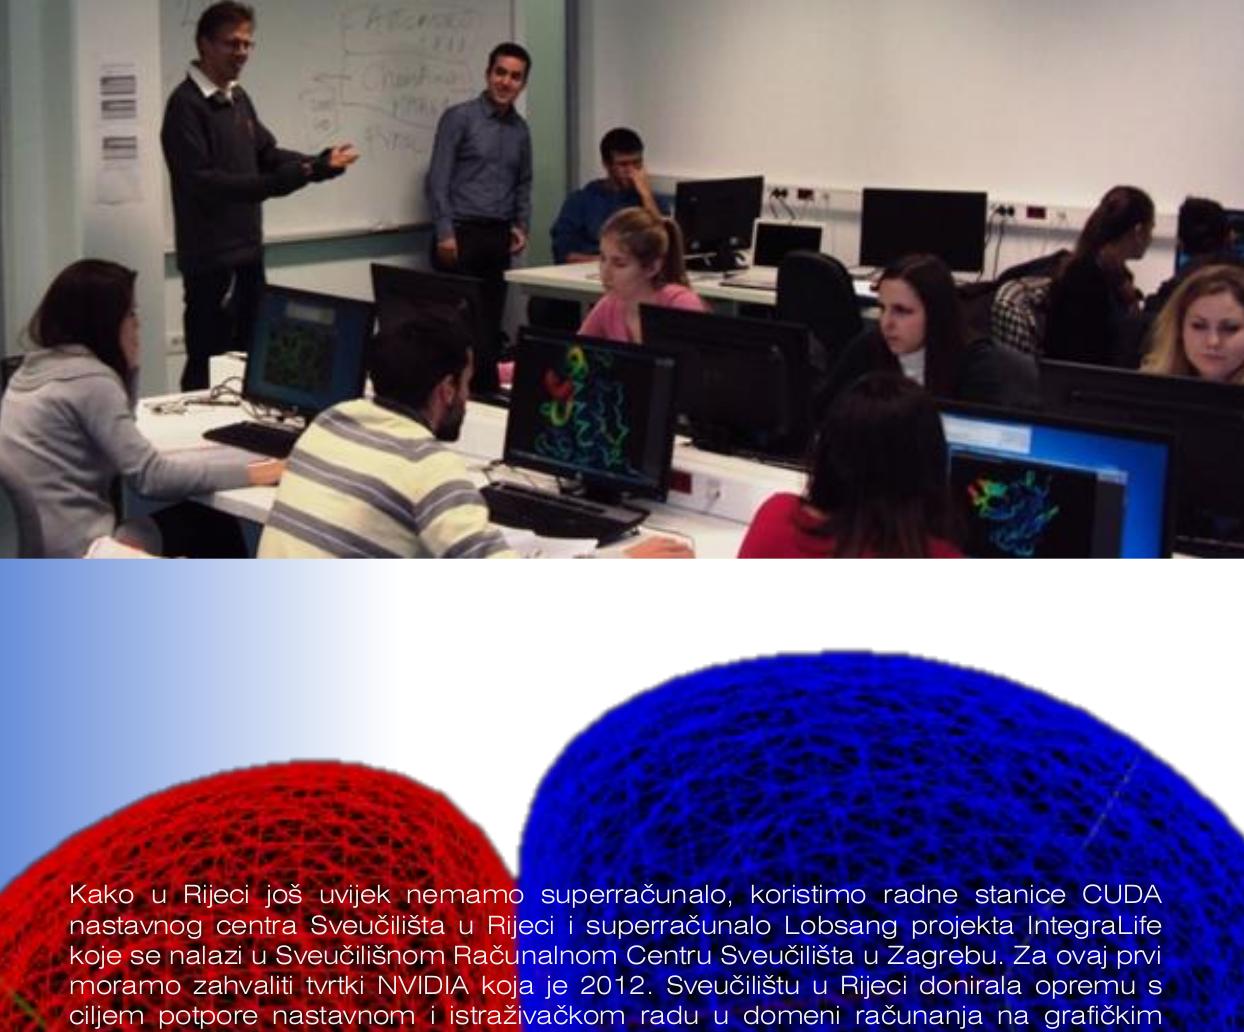 Kako u Rijeci još uvijek nemamo superračunalo, koristimo radne stanice CUDA
nastavnog centra Sveučilišta u Rijeci i superračunalo Lobsang projekta IntegraLife
koje se nalazi u Sveučilišnom Računalnom Centru Sveučilišta u Zagrebu. Za ovaj prvi
moramo zahvaliti tvrtki NVIDIA koja je 2012. Sveučilištu u Rijeci donirala opremu s
ciljem potpore nastavnom i istraživačkom radu u domeni računanja na grafičkim